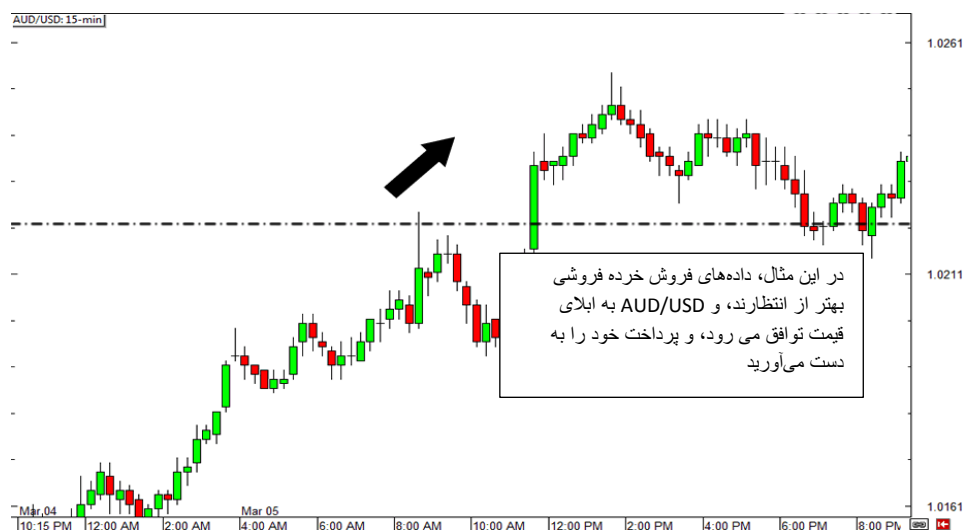 AUD/USD: 15-min
1.0261
در این مثال، داده‌های فروش خرده فروشی
بهتر از انتظارند، و AUD/USD به ابلای
قیمت توافق می رود، و پرداخت خود را به
دست می‌آورید
1.0211
1.0161
Mar 04 Mar 05
10:15 PM 12:00 AM 2:00 AM 4:00 AM 6:00 AM 8:00 AM 10:00 AM 12:00 PM 2:00 PM 4:00 PM 6:00 PM 8:00 PM